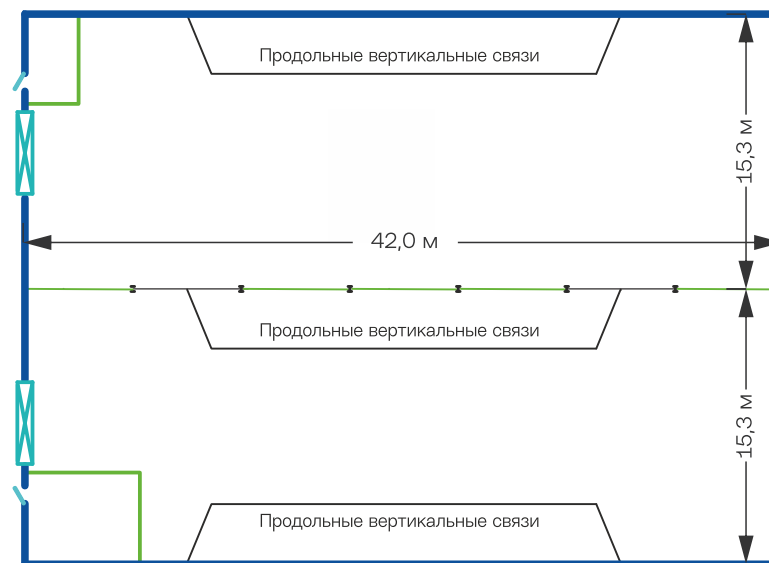 Продольные вертикальные связи
15,3 м
42,0 м
Продольные вертикальные связи
15,3 м
Продольные вертикальные связи